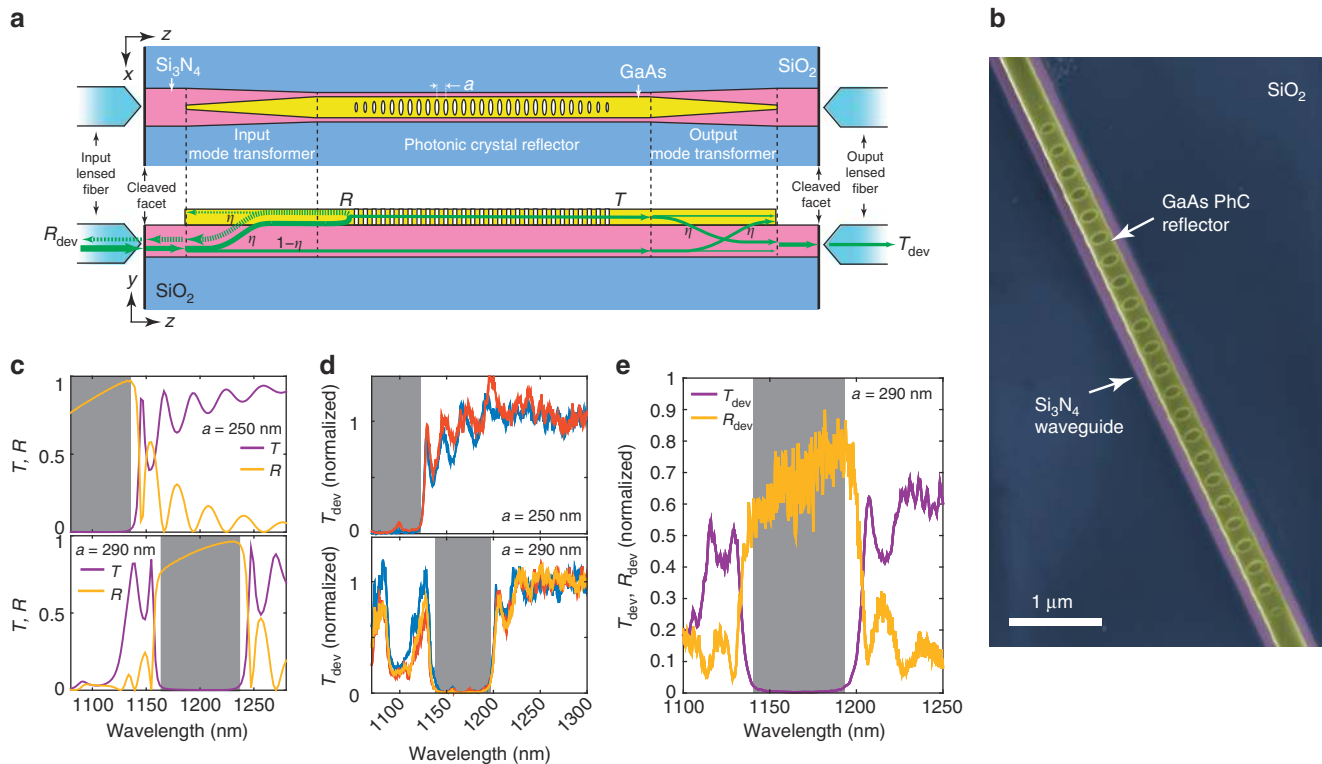 a
z
x
Si3N4
a
GaAs
SiO2
Input
mode transformer
Photonic crystal reflector
Output
mode transformer
Input
lensed
fiber
Cleaved
facet
Cleaved
facet
Ouput
lensed
fiber
R
T
η
η
1−η
η
η
Rdev
Tdev
y
z
SiO2
b
SiO2
GaAs PhC
reflector
Si3N4
waveguide
1 μm
c
1
0.5
0
T, R
a = 250 nm
T
R
1
0.5
0
T, R
a = 290 nm
T
R
1100 1150 1200 1250
Wavelength (nm)
d
1
0
Tdev (normalized)
a = 250 nm
1
0
Tdev (normalized)
a = 290 nm
1100 1150 1200 1250 1300
Wavelength (nm)
e
1
0.9
0.8
0.7
0.6
0.5
0.4
0.3
0.2
0.1
0
Tdev, Rdev (normalized)
Tdev
Rdev
a = 290 nm
1100 1150 1200 1250
Wavelength (nm)